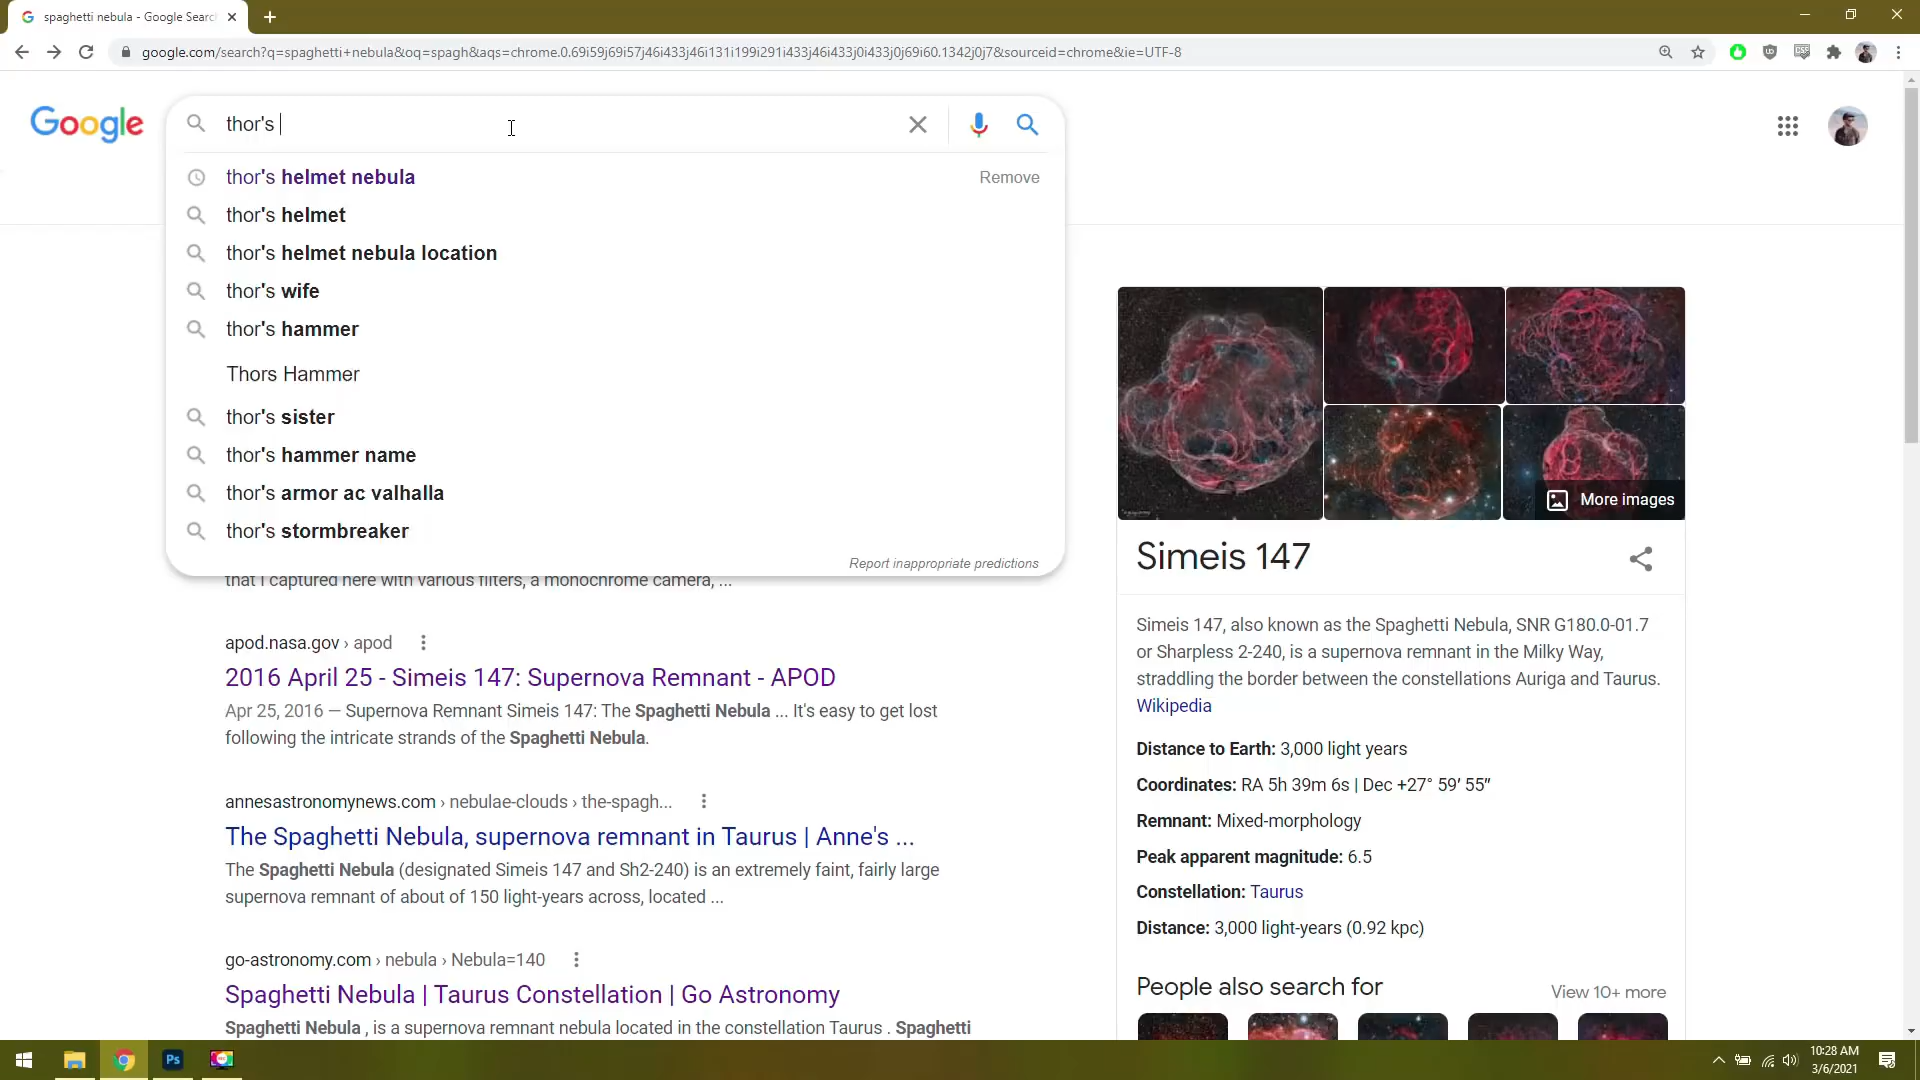 spaghetti nebula - Google Searc
google.com/search?q=spaghetti+nebula&oq=spagh&aqs=chrome.0.69i59j69i57j46i433j46i131i199i291i433j46i433j0i433j0j69i60.1342j0j7&sourceid=chrome&ie=UTF-8
Google
thor's
thor's helmet nebula
Remove
thor's helmet
thor's helmet nebula location
thor's wife
thor's hammer
Thors Hammer
thor's sister
thor's hammer name
thor's armor ac valhalla
thor's stormbreaker
Report inappropriate predictions
that I captured here with various filters, a monochrome camera, ...
apod.nasa.gov › apod
2016 April 25 - Simeis 147: Supernova Remnant - APOD
Apr 25, 2016 — Supernova Remnant Simeis 147: The Spaghetti Nebula ... It's easy to get lost
following the intricate strands of the Spaghetti Nebula.
annesastronomynews.com › nebulae-clouds › the-spagh...
The Spaghetti Nebula, supernova remnant in Taurus | Anne's ...
The Spaghetti Nebula (designated Simeis 147 and Sh2-240) is an extremely faint, fairly large
supernova remnant of about of 150 light-years across, located ...
go-astronomy.com › nebula › Nebula=140
Spaghetti Nebula | Taurus Constellation | Go Astronomy
Spaghetti Nebula , is a supernova remnant nebula located in the constellation Taurus . Spaghetti
More images
Simeis 147
Simeis 147, also known as the Spaghetti Nebula, SNR G180.0-01.7
or Sharpless 2-240, is a supernova remnant in the Milky Way,
straddling the border between the constellations Auriga and Taurus.
Wikipedia
Distance to Earth: 3,000 light years
Coordinates: RA 5h 39m 6s | Dec +27° 59′ 55″
Remnant: Mixed-morphology
Peak apparent magnitude: 6.5
Constellation: Taurus
Distance: 3,000 light-years (0.92 kpc)
People also search for
View 10+ more
Ps
10:28 AM
3/6/2021